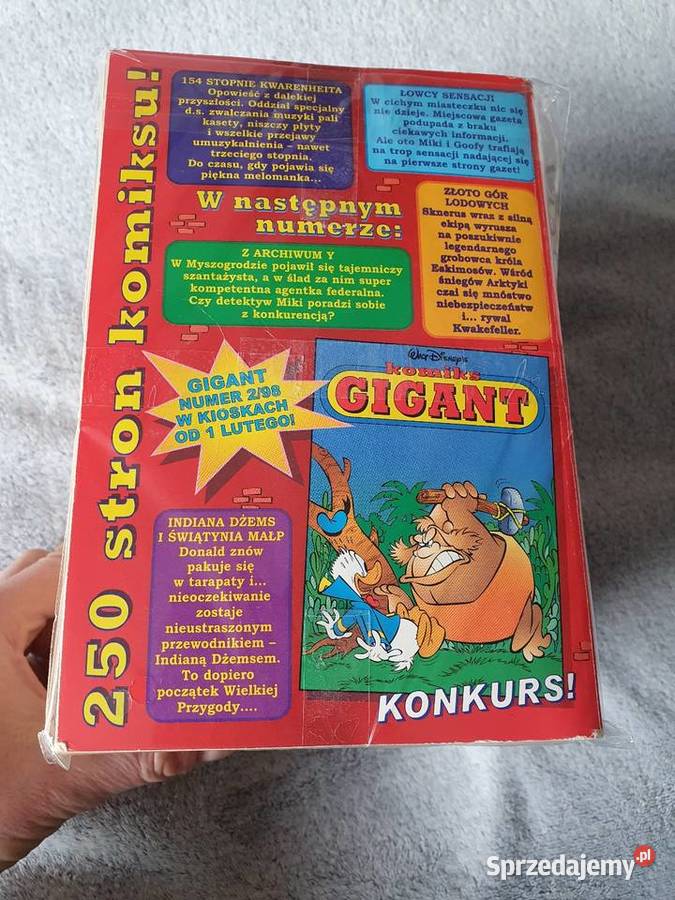 250 stron komiksu!
154 STOPNIE KWARENHEITA
Opowieść z dalekiej
przyszłości. Oddział specjalny
d.s. zwalczania muzyki pali
kasety, niszczy płyty
i wszelkie przejawy
umuzykalnienia – nawet
trzeciego stopnia.
Do czasu, gdy pojawia się
piękna melomanka...
ŁOWCY SENSACJI
W cichym miasteczku nic się
nie dzieje. Miejscowa gazeta
podupada z braku
ciekawych informacji.
Ale oto Miki i Goofy trafiają
na trop sensacji nadającej się
na pierwsze strony gazet!
W następnym
numerze:
ZŁOTO GÓR
LODOWYCH
Sknerus wraz z silną
ekipą wyrusza
na poszukiwnie
legendarnego
grobowca króla
Eskimosów. Wśród
śniegów Arktyki
czai się mnóstwo
niebezpieczeństw
i... rywal
Kwakefeller.
Z ARCHIWUM Y
W Myszogrodzie pojawił się tajemniczy
szantażysta, a w ślad za nim super
kompetentna agentka federalna.
Czy detektyw Miki poradzi sobie
z konkurencją?
GIGANT
NUMER 2/98
W KIOSKACH
OD 1 LUTEGO!
Walt Disney's
komiks
GIGANT
INDIANA DŻEMS
I ŚWIĄTYNIA MAŁP
Donald znów
pakuje się
w tarapaty i...
nieoczekiwanie
zostaje
nieustraszonym
przewodnikiem –
Indianą Dżemsem.
To dopiero
początek Wielkiej
Przygody....
KONKURS!
Sprzedajemy.pl